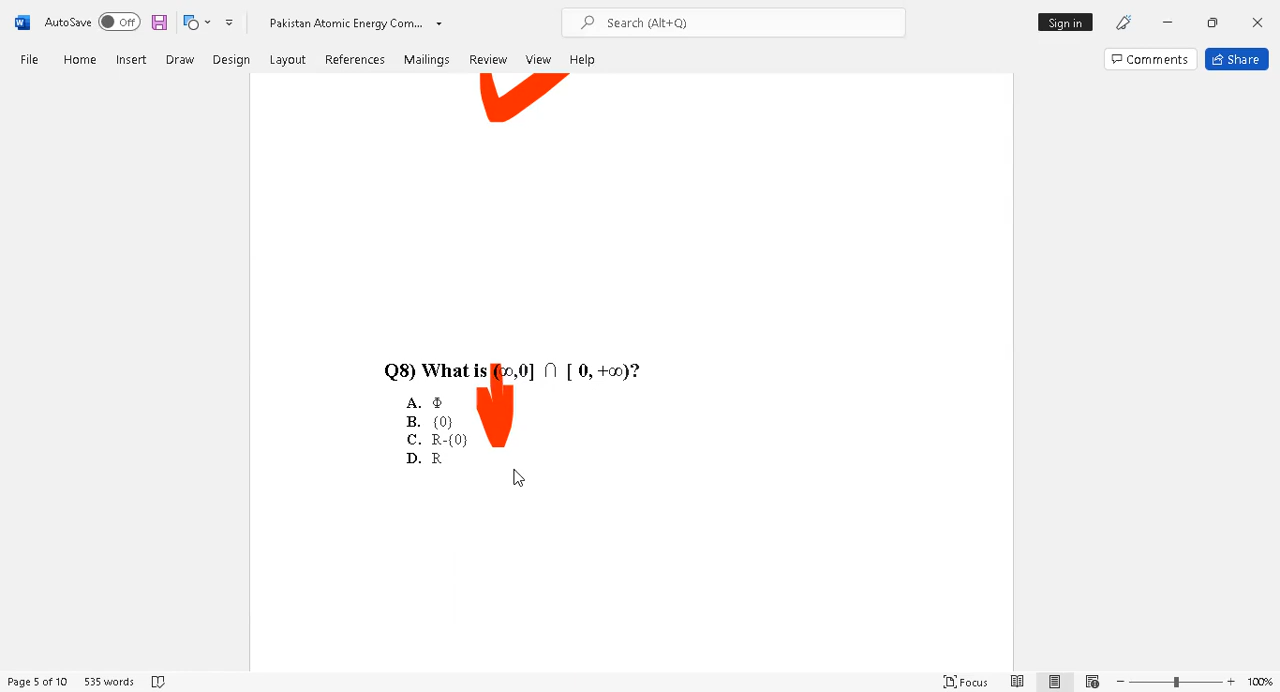 AutoSave Off Pakistan Atomic Energy Com... Search (Alt+Q) Sign in
File Home Insert Draw Design Layout References Mailings Review View Help Comments Share
Q8) What is (∞,0] ∩ [ 0, +∞)?
A. Φ
B. {0}
C. R-{0}
D. R
Page 5 of 10 535 words Focus 100%